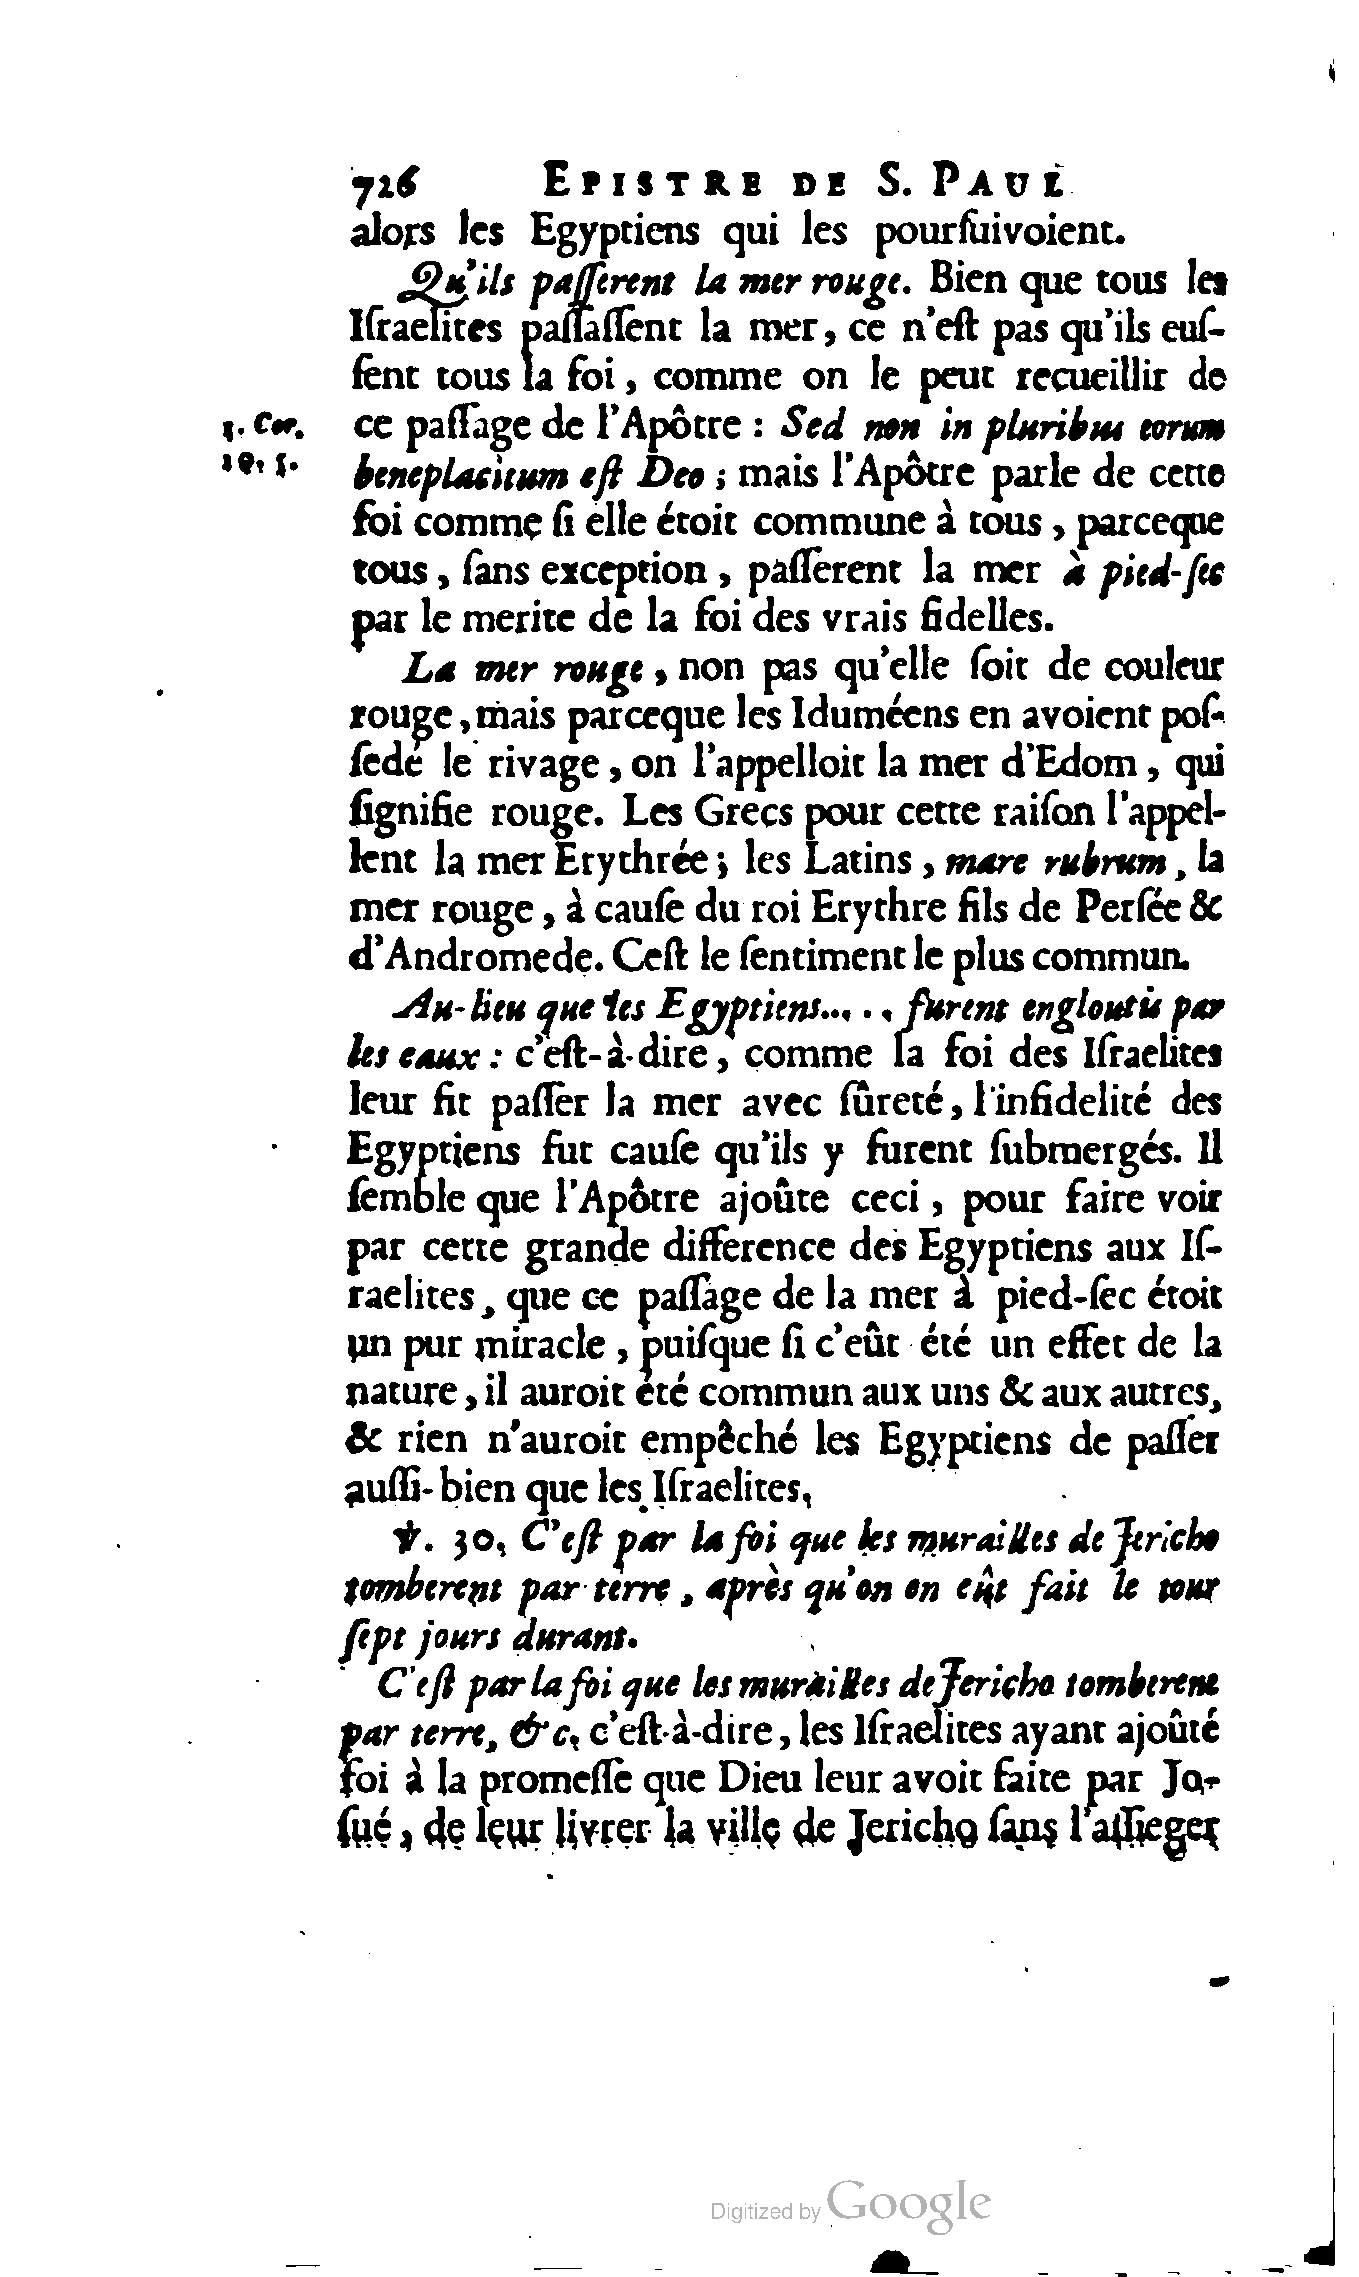 726 EPISTRE DE S. PAUL
alors les Egyptiens qui les pourſuivoient.
Qu'ils paſſerent la mer rouge. Bien que tous les
Iſraelites paſſaſſent la mer, ce n'eſt pas qu'ils euſ-
ſent tous la foi, comme on le peut recueillir de
1. Cor. ce paſſage de l'Apôtre : Sed non in pluribus eorum
10. 5. beneplacitum eſt Deo ; mais l'Apôtre parle de cette
foi comme ſi elle étoit commune à tous, parceque
tous, ſans exception, paſſerent la mer à pied-ſec
par le merite de la foi des vrais fidelles.
La mer rouge, non pas qu'elle ſoit de couleur
rouge, mais parceque les Iduméens en avoient poſ-
ſedé le rivage, on l'appelloit la mer d'Edom, qui
ſignifie rouge. Les Grecs pour cette raiſon l'appel-
lent la mer Erythrée; les Latins, mare rubrum, la
mer rouge, à cauſe du roi Erythre fils de Perſée &
d'Andromede. Ceſt le ſentiment le plus commun.
Au-lieu que les Egyptiens..... furent engloutis par
les eaux : c'eſt-à-dire, comme la foi des Iſraelites
leur fit paſſer la mer avec ſûreté, l'infidelité des
Egyptiens fut cauſe qu'ils y furent ſubmergés. Il
ſemble que l'Apôtre ajoûte ceci, pour faire voir
par cette grande difference des Egyptiens aux Iſ-
raelites, que ce paſſage de la mer à pied-ſec étoit
un pur miracle, puiſque ſi c'eût été un effet de la
nature, il auroit été commun aux uns & aux autres,
& rien n'auroit empêché les Egyptiens de paſſer
auſſi-bien que les Iſraelites.
℣. 30. C'eſt par la foi que les murailles de Jericho
tomberent par terre, après qu'on en eût fait le tour
ſept jours durant.
C'eſt par la foi que les murailles de Jericho tomberent
par terre, &c. c'eſt-à-dire, les Iſraelites ayant ajoûté
foi à la promeſſe que Dieu leur avoit faite par Jo-
ſué, de leur livrer la ville de Jericho ſans l'aſſieger
Digitized by Google